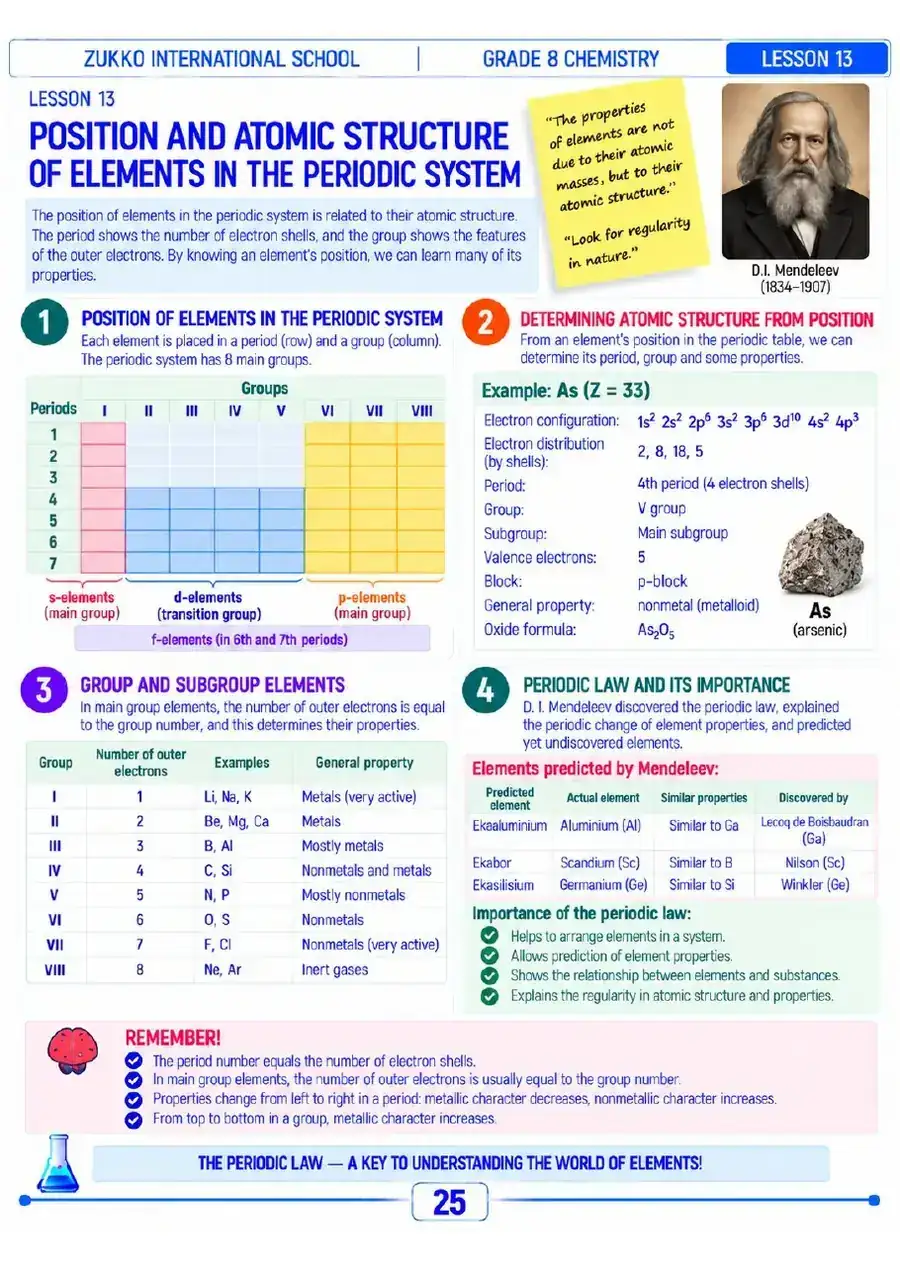 ZUKKO INTERNATIONAL SCHOOL | GRADE 8 CHEMISTRY LESSON 13
LESSON 13
POSITION AND ATOMIC STRUCTURE
OF ELEMENTS IN THE PERIODIC SYSTEM
The position of elements in the periodic system is related to their atomic structure.
The period shows the number of electron shells, and the group shows the features
of the outer electrons. By knowing an element's position, we can learn many of its
properties.
"The properties
of elements are not
due to their atomic
masses, but to their
atomic structure."
"Look for regularity
in nature."
D.I. Mendeleev
(1834–1907)
1 POSITION OF ELEMENTS IN THE PERIODIC SYSTEM
Each element is placed in a period (row) and a group (column).
The periodic system has 8 main groups.
Groups
Periods I II III IV V VI VII VIII
1
2
3
4
5
6
7
s-elements d-elements p-elements
(main group) (transition group) (main group)
f-elements (in 6th and 7th periods)
2 DETERMINING ATOMIC STRUCTURE FROM POSITION
From an element's position in the periodic table, we can
determine its period, group and some properties.
Example: As (Z = 33)
Electron configuration: 1s² 2s² 2p⁶ 3s² 3p⁶ 3d¹⁰ 4s² 4p³
Electron distribution
(by shells): 2, 8, 18, 5
Period: 4th period (4 electron shells)
Group: V group
Subgroup: Main subgroup
Valence electrons: 5
Block: p-block
General property: nonmetal (metalloid)
Oxide formula: As₂O₅
As
(arsenic)
3 GROUP AND SUBGROUP ELEMENTS
In main group elements, the number of outer electrons is equal
to the group number, and this determines their properties.
Group Number of outer electrons Examples General property
I 1 Li, Na, K Metals (very active)
II 2 Be, Mg, Ca Metals
III 3 B, Al Mostly metals
IV 4 C, Si Nonmetals and metals
V 5 N, P Mostly nonmetals
VI 6 O, S Nonmetals
VII 7 F, Cl Nonmetals (very active)
VIII 8 Ne, Ar Inert gases
4 PERIODIC LAW AND ITS IMPORTANCE
D. I. Mendeleev discovered the periodic law, explained
the periodic change of element properties, and predicted
yet undiscovered elements.
Elements predicted by Mendeleev:
Predicted element Actual element Similar properties Discovered by
Ekaaluminium Aluminium (Al) Similar to Ga Lecoq de Boisbaudran (Ga)
Ekabor Scandium (Sc) Similar to B Nilson (Sc)
Ekasilisium Germanium (Ge) Similar to Si Winkler (Ge)
Importance of the periodic law:
Helps to arrange elements in a system.
Allows prediction of element properties.
Shows the relationship between elements and substances.
Explains the regularity in atomic structure and properties.
REMEMBER!
The period number equals the number of electron shells.
In main group elements, the number of outer electrons is usually equal to the group number.
Properties change from left to right in a period: metallic character decreases, nonmetallic character increases.
From top to bottom in a group, metallic character increases.
THE PERIODIC LAW — A KEY TO UNDERSTANDING THE WORLD OF ELEMENTS!
25